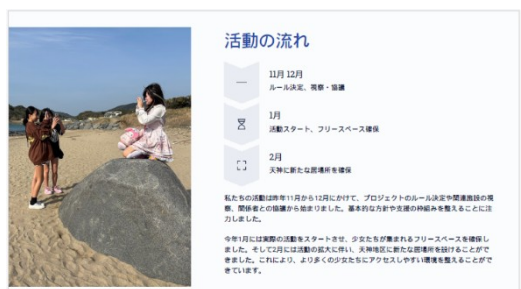 活動の流れ
11月 12月
ルール決定、視察・協議
1月
活動スタート、フリースペース確保
2月
天神に新たな居場所を確保
私たちの活動は昨年11月から12月にかけて、プロジェクトのルール決定や関連施設の視
察、関係者との協議から始まりました。基本的な方針や支援の枠組みを整えることに注
力しました。
今年1月には実際の活動をスタートさせ、少女たちが集まれるフリースペースを確保し
ました。そして2月には活動の拡大に伴い、天神地区に新たな居場所を設けることがで
きました。これにより、より多くの少女たちにアクセスしやすい環境を整えることがで
きています。